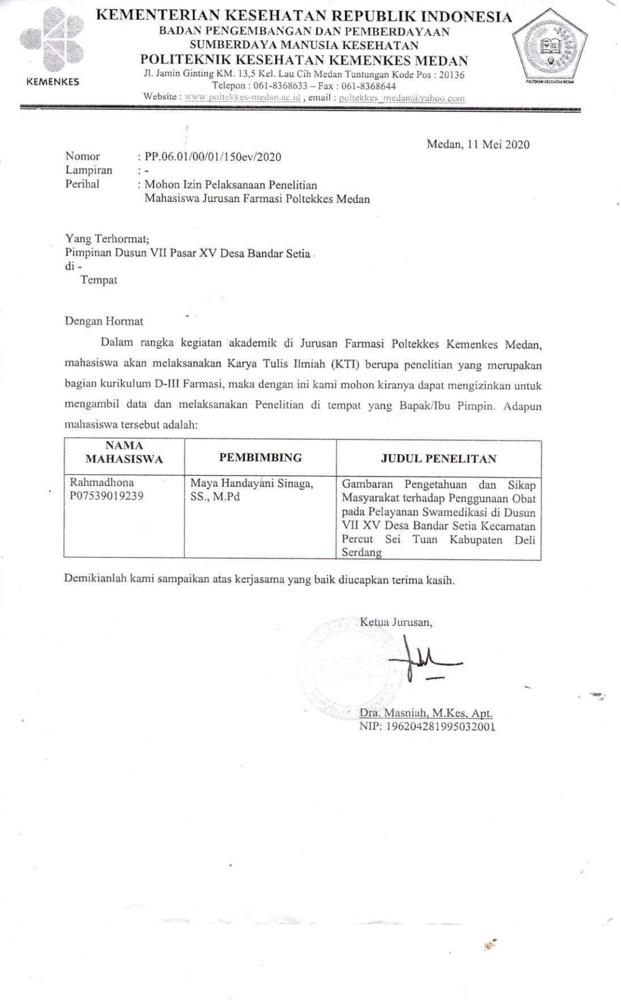 KEMENTERIAN KESEHATAN REPUBLIK INDONESIA
BADAN PENGEMBANGAN DAN PEMBERDAYAAN
SUMBERDAYA MANUSIA KESEHATAN
POLITEKNIK KESEHATAN KEMENKES MEDAN
Jl. Jamin Ginting KM. 13,5 Kel. Lau Cih Medan Tuntungan Kode Pos : 20136
Telepon : 061-8368633 – Fax : 061-8368644
Website : www.poltekkes-medan.ac.id , email : poltekkes_medan@yahoo.com
KEMENKES
POLITEKNIK KESEHATAN MEDAN
Medan, 11 Mei 2020
Nomor : PP.06.01/00/01/150ev/2020
Lampiran : -
Perihal : Mohon Izin Pelaksanaan Penelitian
Mahasiswa Jurusan Farmasi Poltekkes Medan
Yang Terhormat;
Pimpinan Dusun VII Pasar XV Desa Bandar Setia
di -
Tempat
Dengan Hormat
Dalam rangka kegiatan akademik di Jurusan Farmasi Poltekkes Kemenkes Medan,
mahasiswa akan melaksanakan Karya Tulis Ilmiah (KTI) berupa penelitian yang merupakan
bagian kurikulum D-III Farmasi, maka dengan ini kami mohon kiranya dapat mengizinkan untuk
mengambil data dan melaksanakan Penelitian di tempat yang Bapak/Ibu Pimpin. Adapun
mahasiswa tersebut adalah:
NAMA
MAHASISWA
PEMBIMBING
JUDUL PENELITAN
Rahmadhona
P07539019239
Maya Handayani Sinaga,
SS., M.Pd
Gambaran Pengetahuan dan Sikap
Masyarakat terhadap Penggunaan Obat
pada Pelayanan Swamedikasi di Dusun
VII XV Desa Bandar Setia Kecamatan
Percut Sei Tuan Kabupaten Deli
Serdang
Demikianlah kami sampaikan atas kerjasama yang baik diucapkan terima kasih.
Ketua Jurusan,
REPUBLIK INDONESIA
Dra. Masniah, M.Kes, Apt.
NIP: 196204281995032001